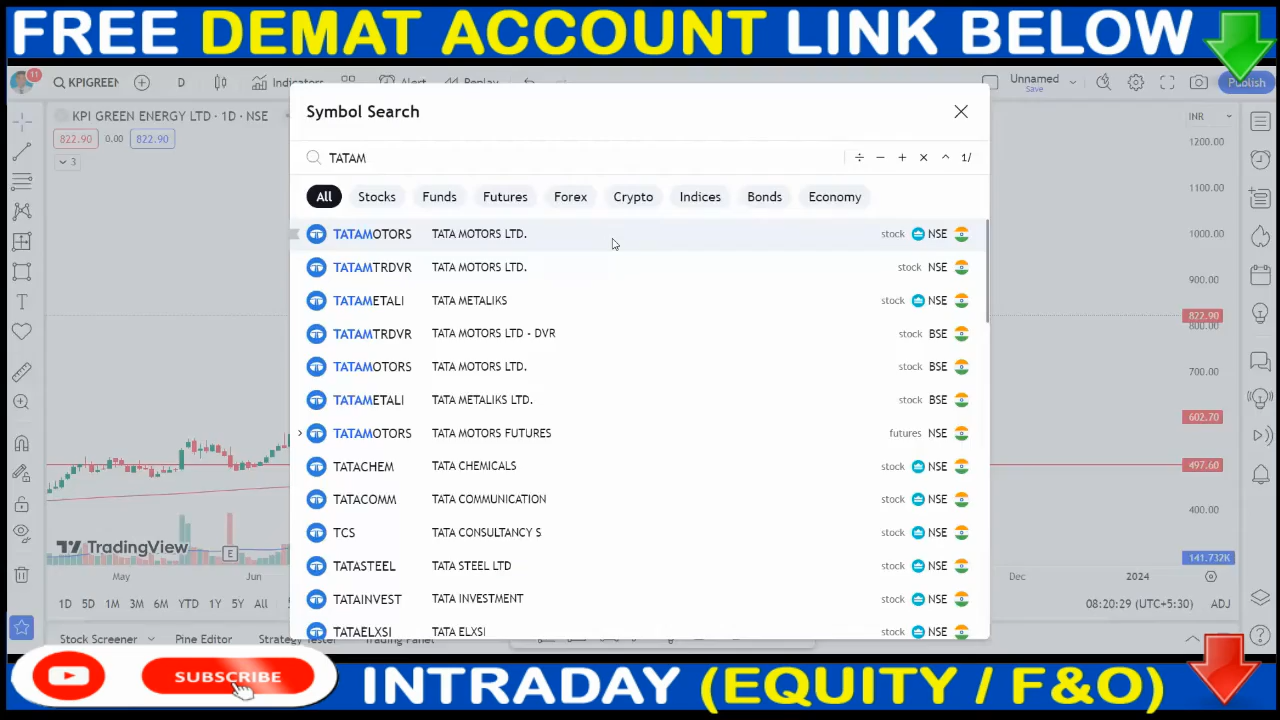 FREE DEMAT ACCOUNT LINK BELOW
11
KPIGREEN
D
Indicators
Alert
Replay
Unnamed
Save
Publish
KPI GREEN ENERGY LTD · 1D · NSE
822.90 0.00 822.90
3
Symbol Search
TATAM
÷ − + × ^ 1/
All Stocks Funds Futures Forex Crypto Indices Bonds Economy
TATAMOTORS TATA MOTORS LTD. stock NSE
TATAMTRDVR TATA MOTORS LTD. stock NSE
TATAMETALI TATA METALIKS stock NSE
TATAMTRDVR TATA MOTORS LTD - DVR stock BSE
TATAMOTORS TATA MOTORS LTD. stock BSE
TATAMETALI TATA METALIKS LTD. stock BSE
TATAMOTORS TATA MOTORS FUTURES futures NSE
TATACHEM TATA CHEMICALS stock NSE
TATACOMM TATA COMMUNICATION stock NSE
TCS TATA CONSULTANCY S stock NSE
TATASTEEL TATA STEEL LTD stock NSE
TATAINVEST TATA INVESTMENT stock NSE
TATAELXSI TATA ELXSI stock NSE
INR
1200.00
1100.00
1000.00
900.00
822.90
800.00
700.00
602.70
497.60
400.00
141.732K
TradingView
E
May Jun Dec 2024
1D 5D 1M 3M 6M YTD 1Y 5Y All
08:20:29 (UTC+5:30) ADJ
Stock Screener Pine Editor Strategy Tester Trading Panel
SUBSCRIBE
INTRADAY (EQUITY / F&O)